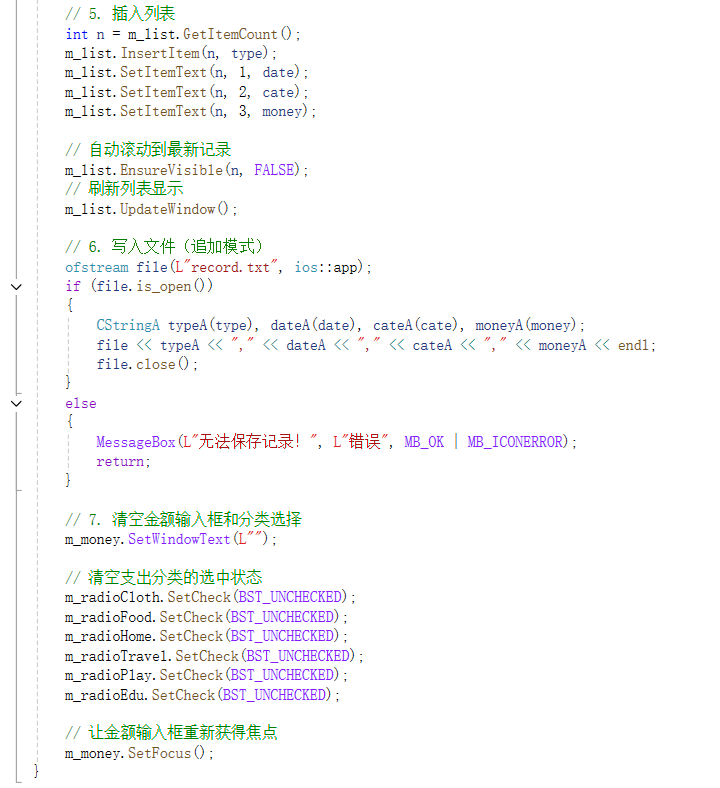 // 5. 插入列表
int n = m_list.GetItemCount();
m_list.InsertItem(n, type);
m_list.SetItemText(n, 1, date);
m_list.SetItemText(n, 2, cate);
m_list.SetItemText(n, 3, money);
// 自动滚动到最新记录
m_list.EnsureVisible(n, FALSE);
// 刷新列表显示
m_list.UpdateWindow();
// 6. 写入文件（追加模式）
ofstream file(L"record.txt", ios::app);
if (file.is_open())
{
CStringA typeA(type), dateA(date), cateA(cate), moneyA(money);
file << typeA << "," << dateA << "," << cateA << "," << moneyA << endl;
file.close();
}
else
{
MessageBox(L"无法保存记录！", L"错误", MB_OK | MB_ICONERROR);
return;
}
// 7. 清空金额输入框和分类选择
m_money.SetWindowText(L"");
// 清空支出分类的选中状态
m_radioCloth.SetCheck(BST_UNCHECKED);
m_radioFood.SetCheck(BST_UNCHECKED);
m_radioHome.SetCheck(BST_UNCHECKED);
m_radioTravel.SetCheck(BST_UNCHECKED);
m_radioPlay.SetCheck(BST_UNCHECKED);
m_radioEdu.SetCheck(BST_UNCHECKED);
// 让金额输入框重新获得焦点
m_money.SetFocus();
}